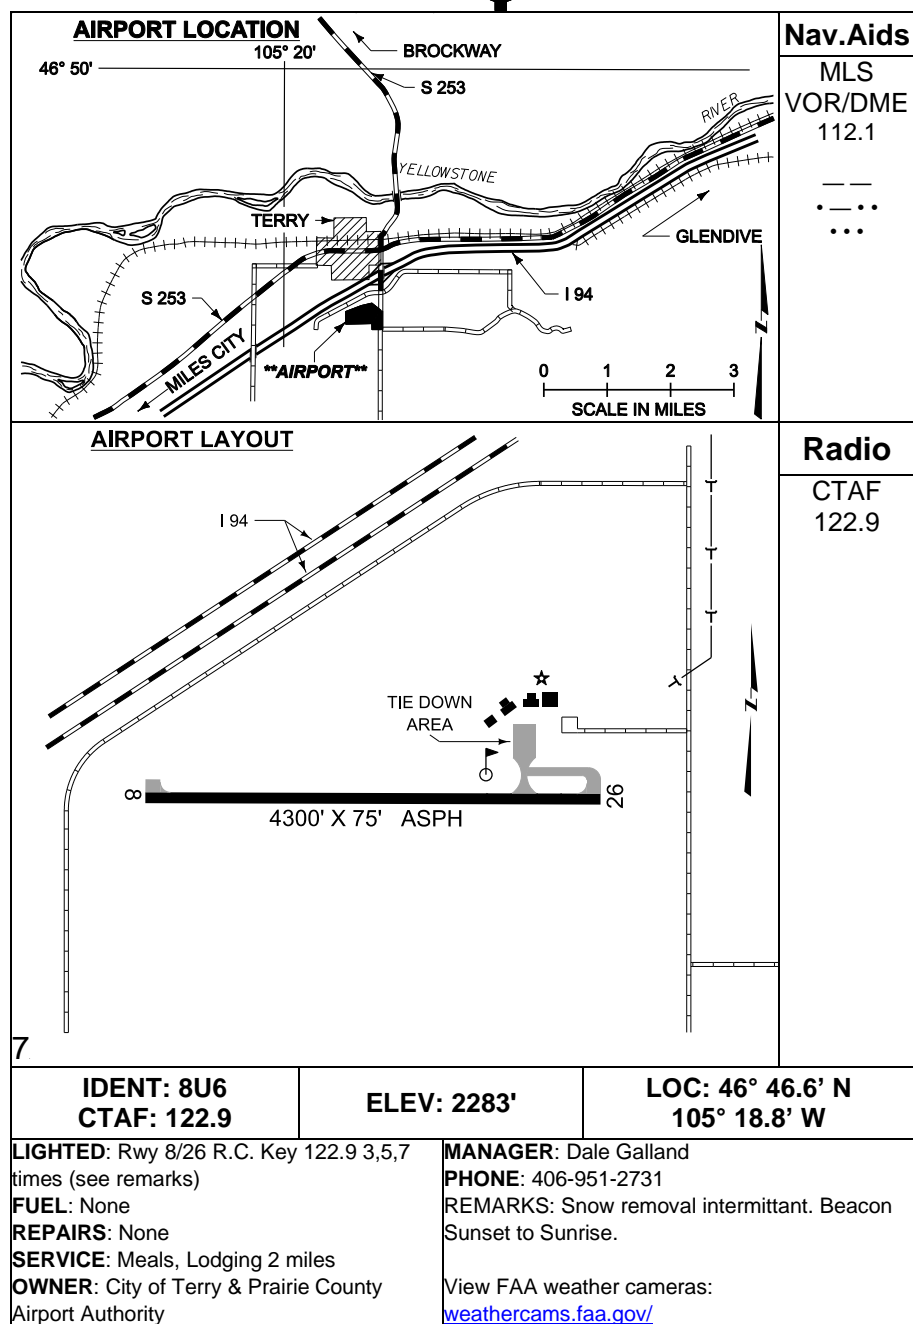 AIRPORT LOCATION
105° 20'
46° 50'
BROCKWAY
S 253
RIVER
YELLOWSTONE
TERRY
GLENDIVE
S 253
I 94
MILES CITY
**AIRPORT**
N
0 1 2 3
SCALE IN MILES
Nav.Aids
MLS
VOR/DME
112.1
AIRPORT LAYOUT
I 94
TIE DOWN
AREA
N
8
26
4300' X 75' ASPH
7
Radio
CTAF
122.9
IDENT: 8U6
CTAF: 122.9
ELEV: 2283'
LOC: 46° 46.6’ N
105° 18.8’ W
LIGHTED: Rwy 8/26 R.C. Key 122.9 3,5,7
times (see remarks)
FUEL: None
REPAIRS: None
SERVICE: Meals, Lodging 2 miles
OWNER: City of Terry & Prairie County
Airport Authority
MANAGER: Dale Galland
PHONE: 406-951-2731
REMARKS: Snow removal intermittant. Beacon
Sunset to Sunrise.
View FAA weather cameras:
weathercams.faa.gov/